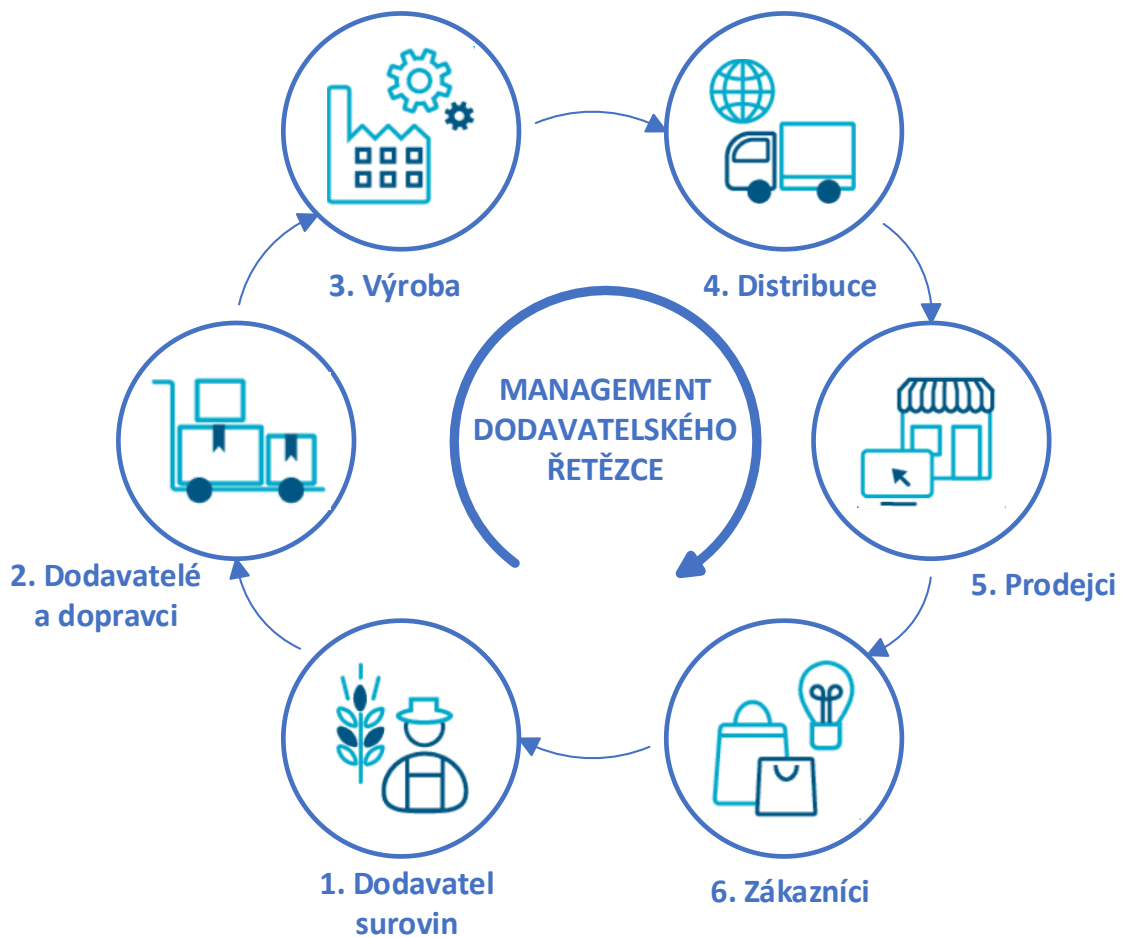 3. Výroba
4. Distribuce
MANAGEMENT
DODAVATELSKÉHO
ŘETĚZCE
2. Dodavatelé
a dopravci
5. Prodejci
1. Dodavatel
surovin
6. Zákazníci